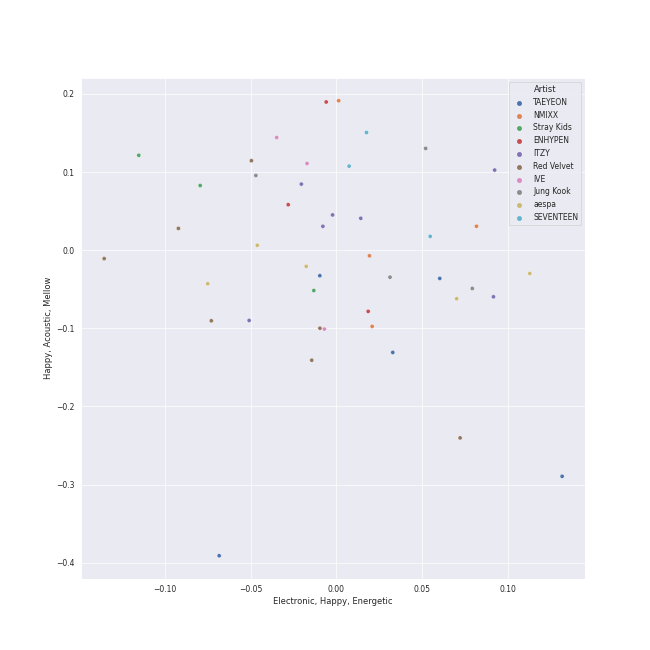 Artist
TAEYEON
NMIXX
Stray Kids
ENHYPEN
ITZY
Red Velvet
IVE
Jung Kook
aespa
SEVENTEEN
0.2
0.1
0.0
−0.1
−0.2
−0.3
−0.4
Happy, Acoustic, Mellow
−0.10 −0.05 0.00 0.05 0.10
Electronic, Happy, Energetic